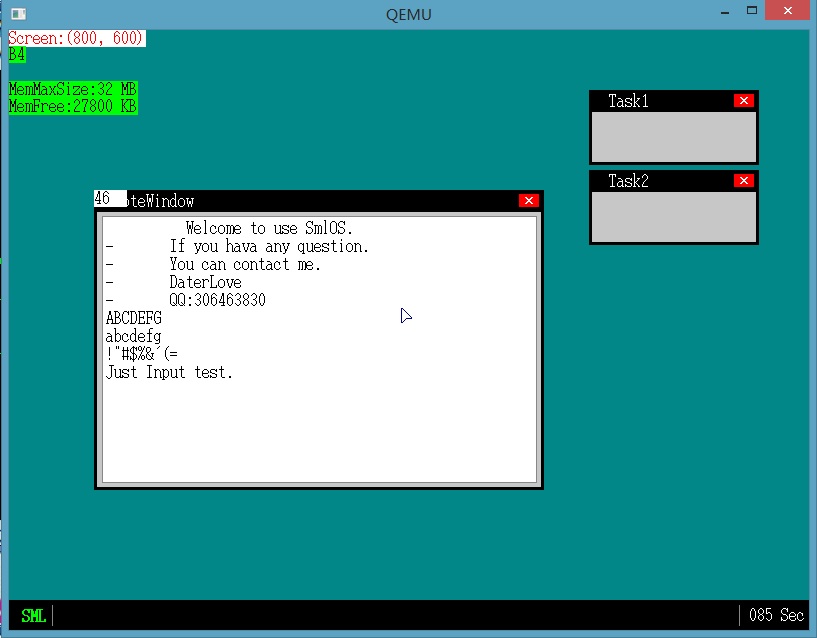 QEMU
Screen:(800, 600)
B4
MemMaxSize:32 MB
MemFree:27800 KB
Task1
Task2
46 oteWindow
Welcome to use SmlOS.
- If you hava any question.
- You can contact me.
- DaterLove
- QQ:306463830
ABCDEFG
abcdefg
!"#$%&´(=
Just Input test.
SML
085 Sec